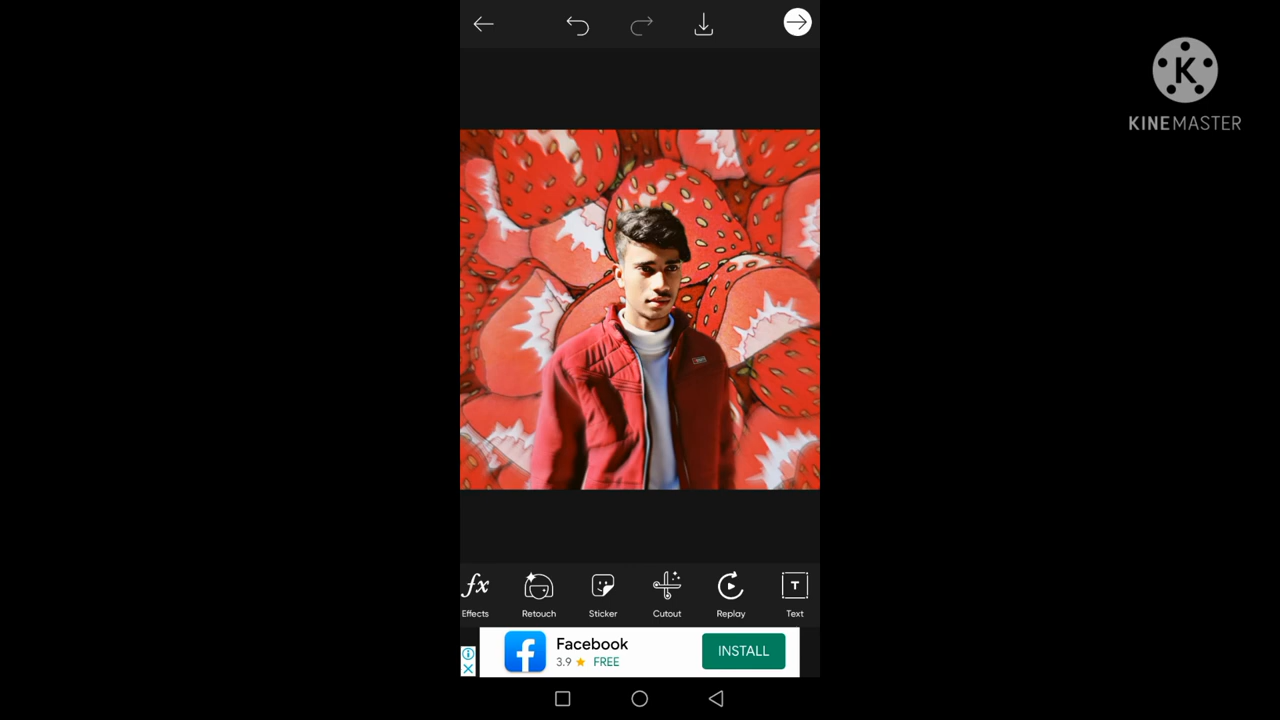 KINEMASTER
Effects
Retouch
Sticker
Cutout
Replay
Text
Facebook
3.9 ★ FREE
INSTALL